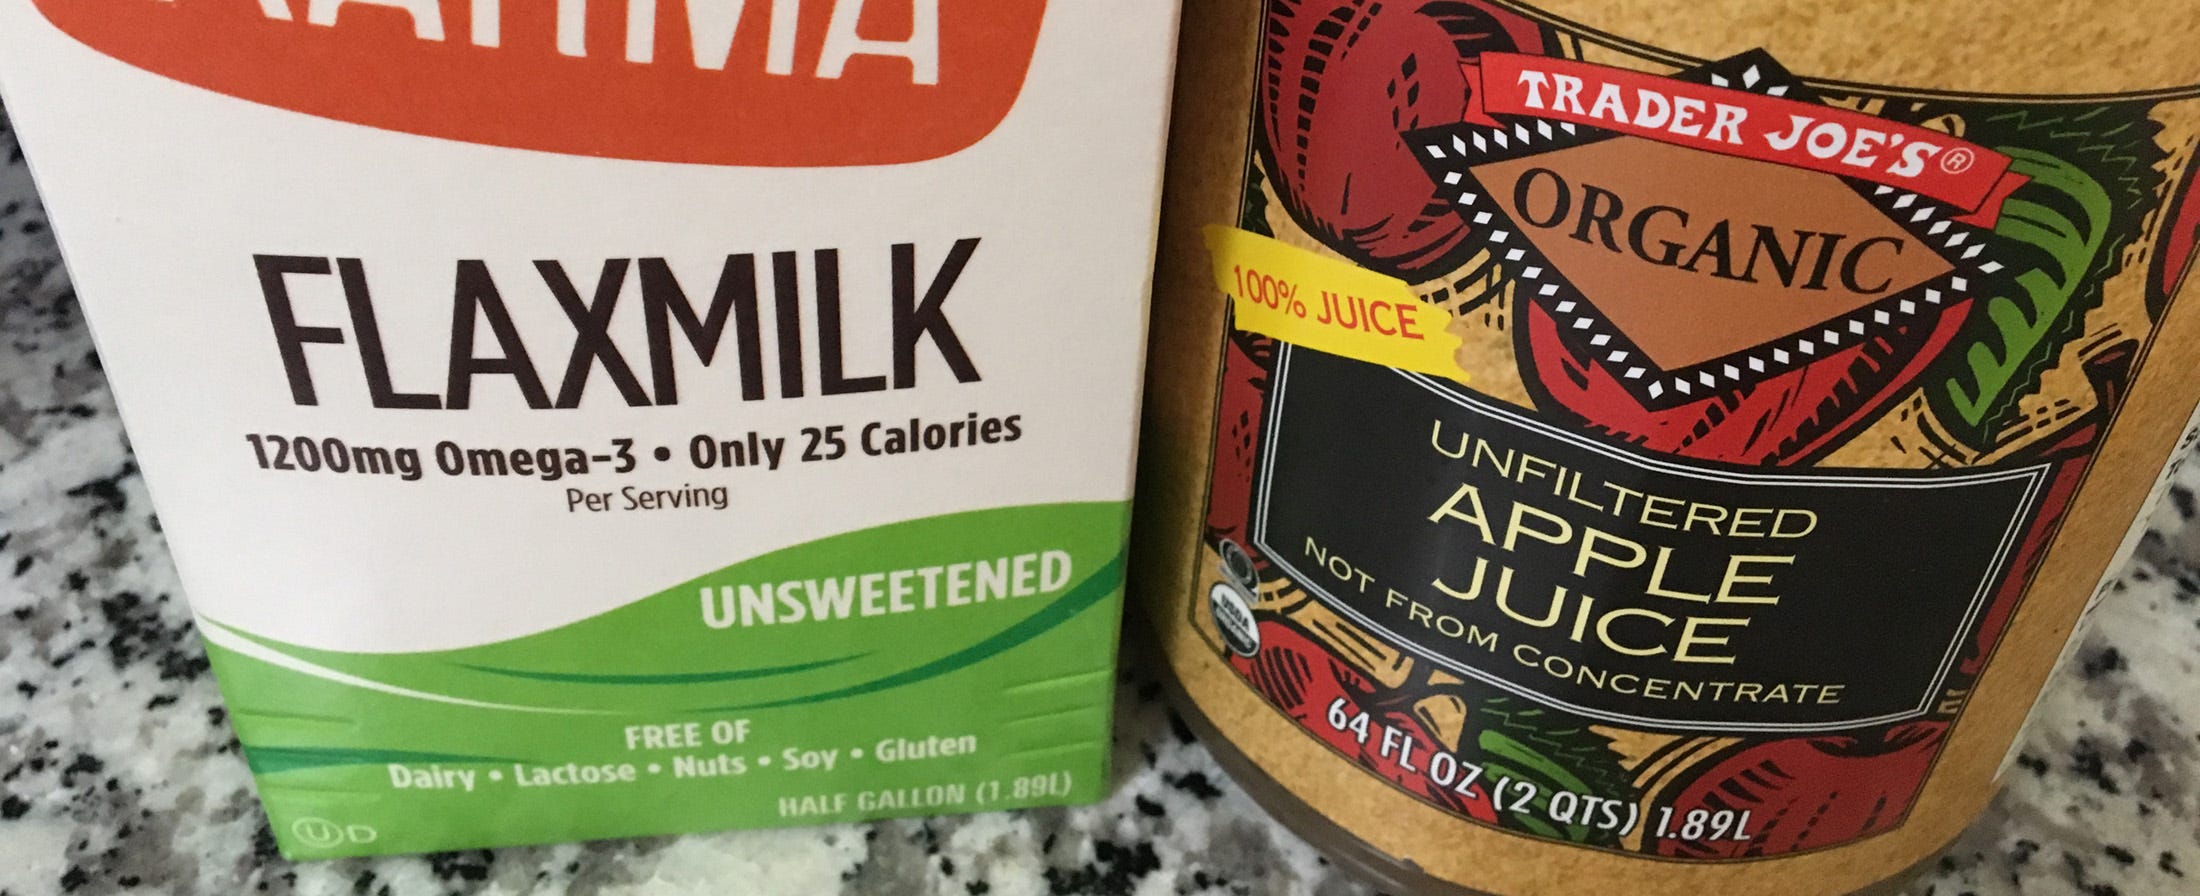 FLAXMILK
1200mg Omega-3 • Only 25 Calories
Per Serving
UNSWEETENED
FREE OF
Dairy • Lactose • Nuts • Soy • Gluten
HALF GALLON (1.89L)
U D
TRADER JOE'S®
ORGANIC
100% JUICE
UNFILTERED
APPLE
JUICE
NOT FROM CONCENTRATE
USDA
64 FL OZ (2 QTS) 1.89L